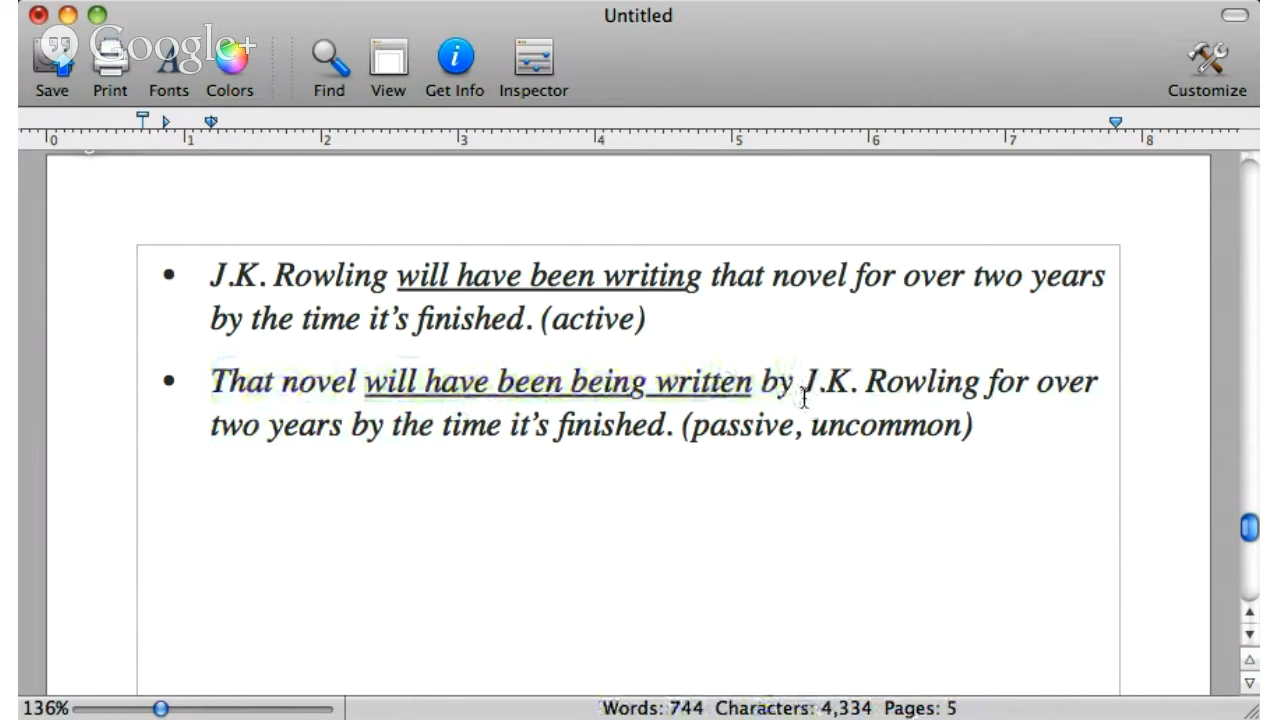 Untitled
Google+
Save Print Fonts Colors Find View Get Info Inspector Customize
0 1 2 3 4 5 6 7 8
• J.K. Rowling will have been writing that novel for over two years
by the time it’s finished. (active)
• That novel will have been being written by J.K. Rowling for over
two years by the time it’s finished. (passive, uncommon)
136% Words: 744 Characters: 4,334 Pages: 5